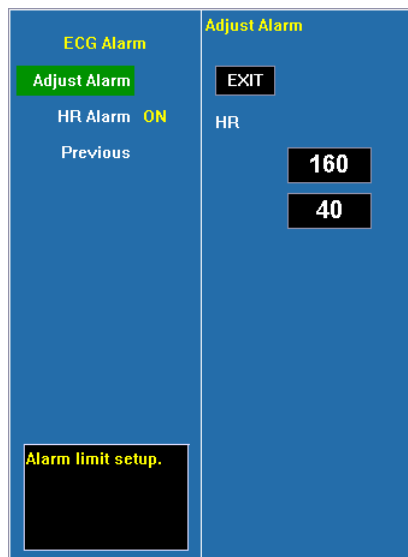 ECG Alarm
Adjust Alarm
HR Alarm ON
Previous
Alarm limit setup.
Adjust Alarm
EXIT
HR
160
40